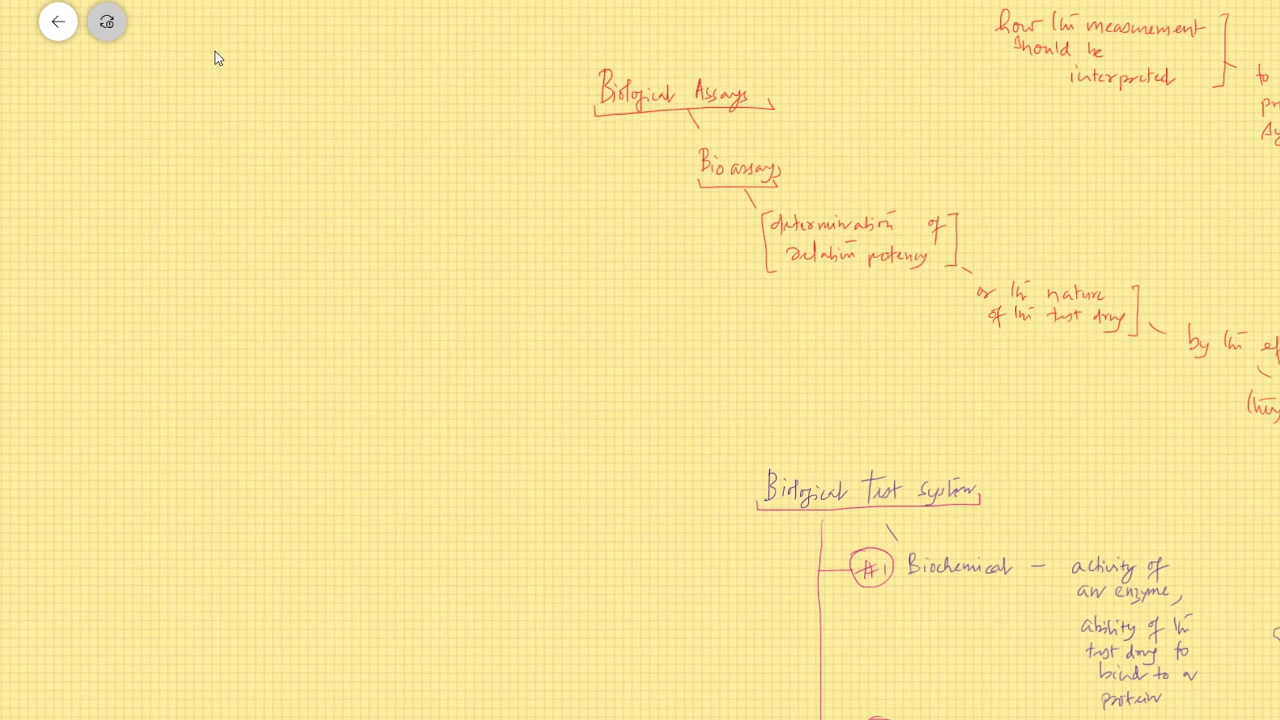 how the measurement
should be
interpreted
to
Biological Assays
Bioassays
determination of
relative potency
or the nature
of the test drug
by the
Biological Test System
#1 Biochemical - activity of
an enzyme,
ability of the
test drug to
bind to a
protein